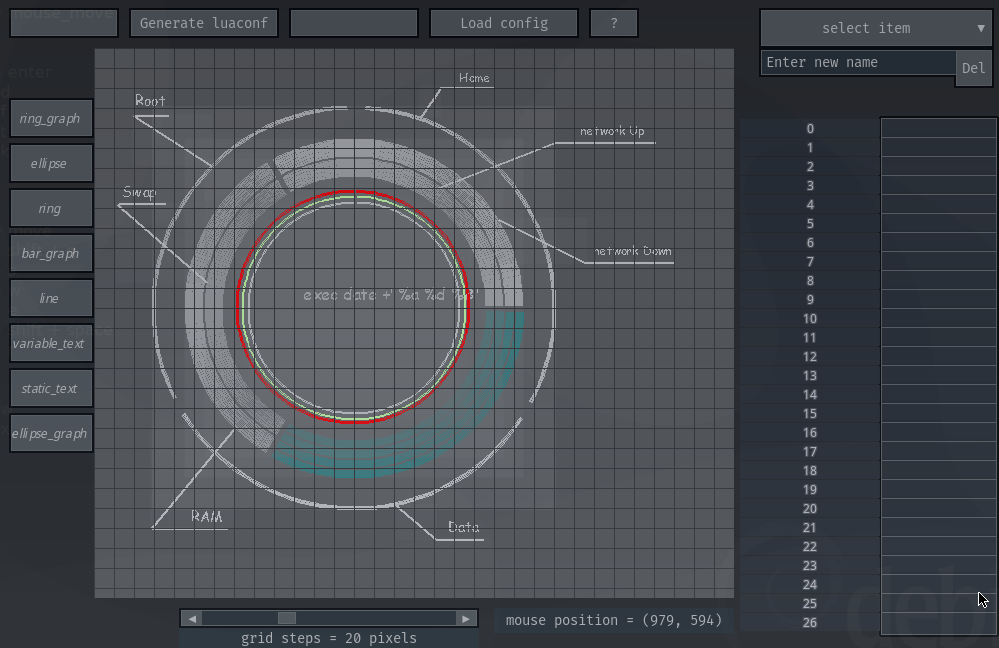 mouse_move
Generate luaconf
Load config
?
select item ▼
Enter new name
Del
enter
ring_graph
ellipse
ring
bar_graph
line
variable_text
static_text
ellipse_graph
Home
Root
network Up
Swap
network Down
exec date +' %a %d %B'
RAM
Data
0
1
2
3
4
5
6
7
8
9
10
11
12
13
14
15
16
17
18
19
20
21
22
23
24
25
26
deb
grid steps = 20 pixels
mouse position = (979, 594)